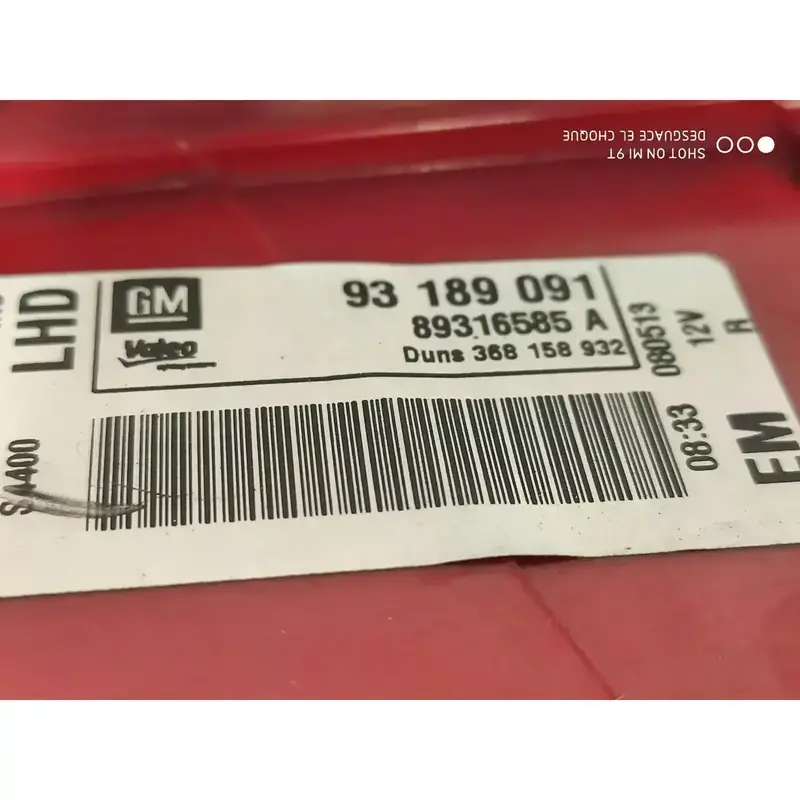 SHOT ON MI 9T
DESGUACE EL CHOQUE
LHD
GM
Valeo
93 189 091
89316585 A
Duns 368 158 932
080513
12V
R
08:33
EM
4400